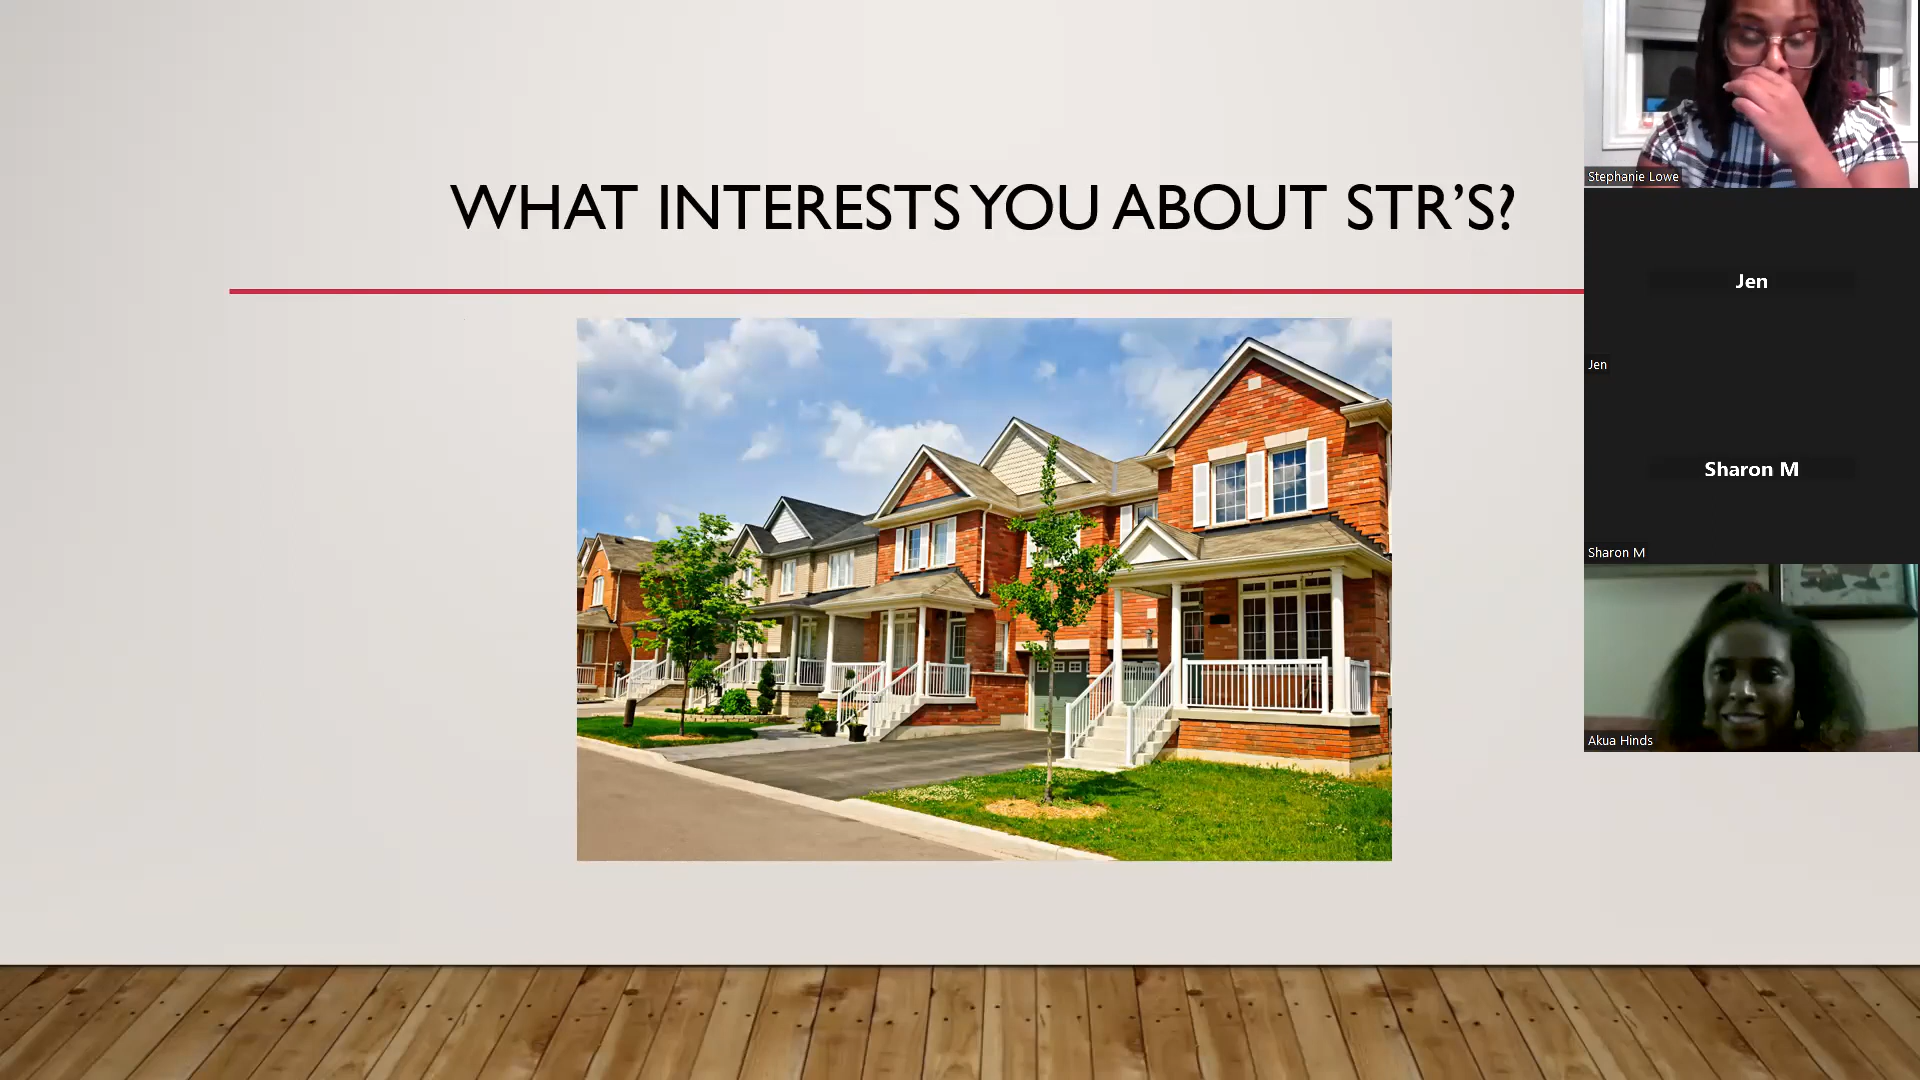 WHAT INTERESTS YOU ABOUT STR'S?
Stephanie Lowe
Jen
Jen
Sharon M
Sharon M
Akua Hinds